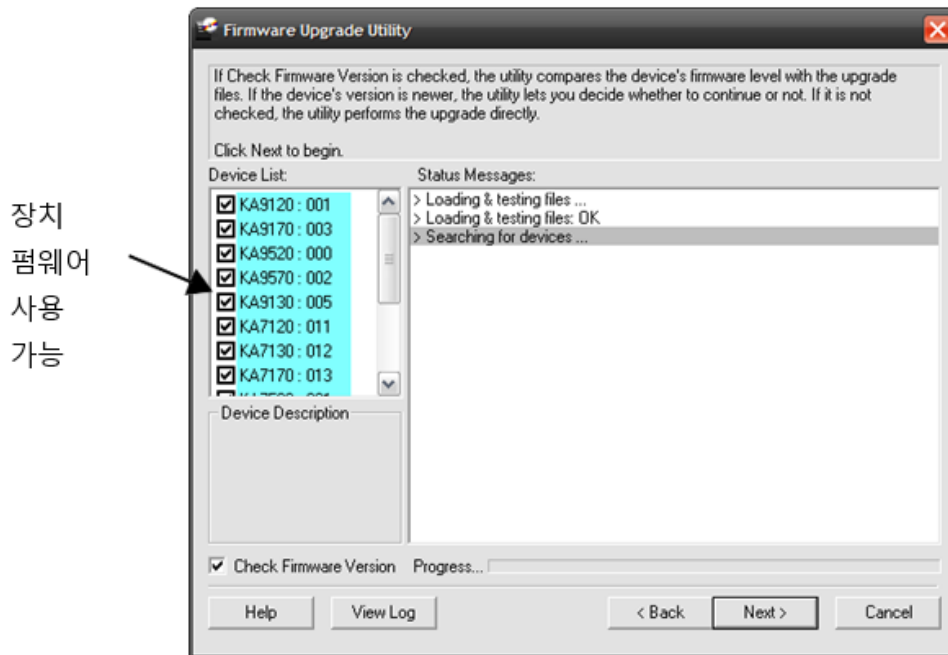 Firmware Upgrade Utility
If Check Firmware Version is checked, the utility compares the device's firmware level with the upgrade
files. If the device's version is newer, the utility lets you decide whether to continue or not. If it is not
checked, the utility performs the upgrade directly.
Click Next to begin.
Device List:
Status Messages:
장치
펌웨어
사용
가능
KA9120 : 001
KA9170 : 003
KA9520 : 000
KA9570 : 002
KA9130 : 005
KA7120 : 011
KA7130 : 012
KA7170 : 013
> Loading & testing files ...
> Loading & testing files: OK
> Searching for devices ...
Device Description
Check Firmware Version
Progress...
Help
View Log
< Back
Next >
Cancel